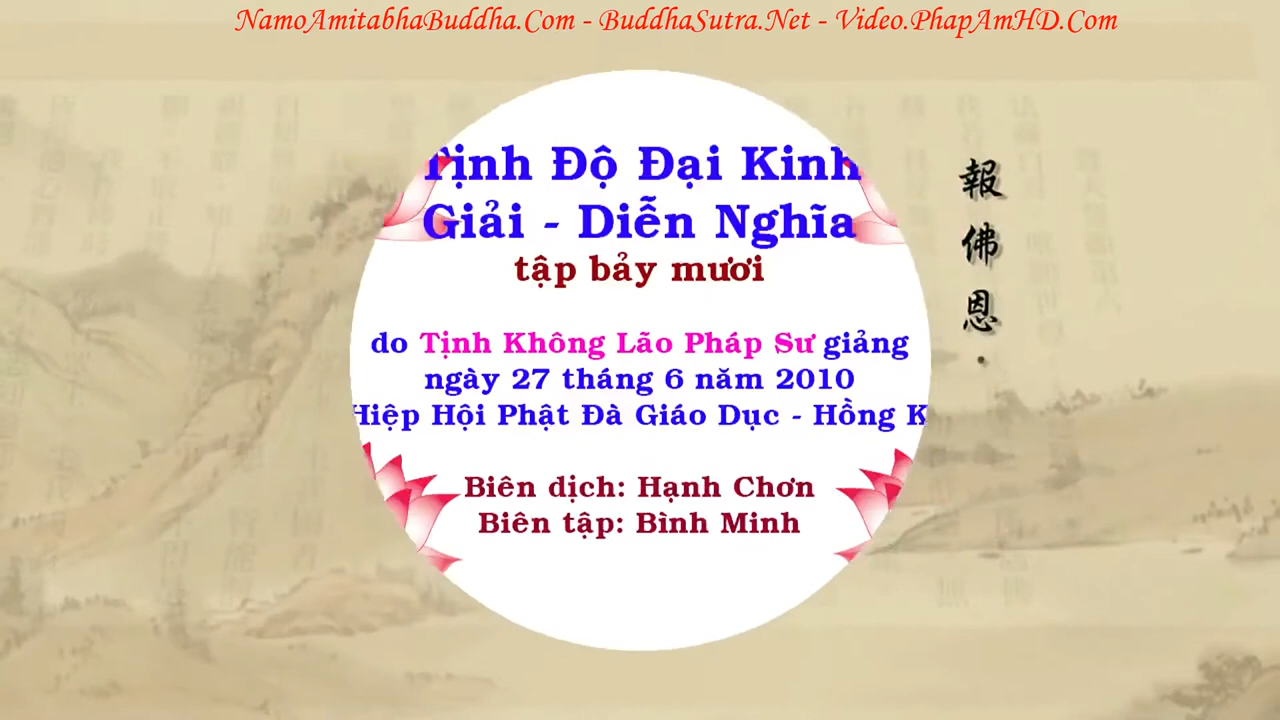 NamoAmitabhaBuddha.Com - BuddhaSutra.Net - Video.PhapAmHD.Com
Tịnh Độ Đại Kinh
Giải - Diễn Nghĩa
tập bảy mươi
do Tịnh Không Lão Pháp Sư giảng
ngày 27 tháng 6 năm 2010
Hiệp Hội Phật Đà Giáo Dục - Hồng K
Biên dịch: Hạnh Chơn
Biên tập: Bình Minh
報佛恩·